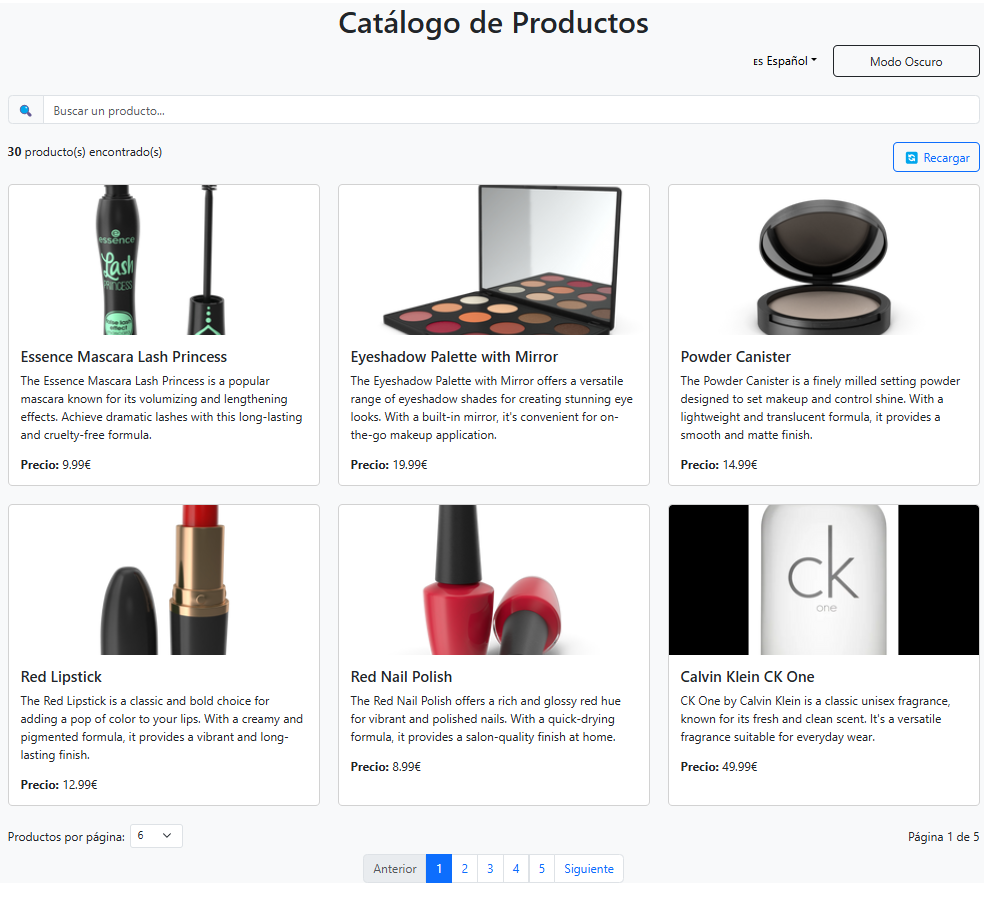 Catálogo de Productos
ES Español
Modo Oscuro
Buscar un producto...
30 producto(s) encontrado(s)
Recargar
essence
Lash
PRINCESS
false lash
effect
Essence Mascara Lash Princess
The Essence Mascara Lash Princess is a popular
mascara known for its volumizing and lengthening
effects. Achieve dramatic lashes with this long-lasting
and cruelty-free formula.
Precio: 9.99€
Eyeshadow Palette with Mirror
The Eyeshadow Palette with Mirror offers a versatile
range of eyeshadow shades for creating stunning eye
looks. With a built-in mirror, it's convenient for on-
the-go makeup application.
Precio: 19.99€
Powder Canister
The Powder Canister is a finely milled setting powder
designed to set makeup and control shine. With a
lightweight and translucent formula, it provides a
smooth and matte finish.
Precio: 14.99€
Red Lipstick
The Red Lipstick is a classic and bold choice for
adding a pop of color to your lips. With a creamy and
pigmented formula, it provides a vibrant and long-
lasting finish.
Precio: 12.99€
Red Nail Polish
The Red Nail Polish offers a rich and glossy red hue
for vibrant and polished nails. With a quick-drying
formula, it provides a salon-quality finish at home.
Precio: 8.99€
ck
one
Calvin Klein CK One
CK One by Calvin Klein is a classic unisex fragrance,
known for its fresh and clean scent. It's a versatile
fragrance suitable for everyday wear.
Precio: 49.99€
Productos por página: 6
Página 1 de 5
Anterior 1 2 3 4 5 Siguiente